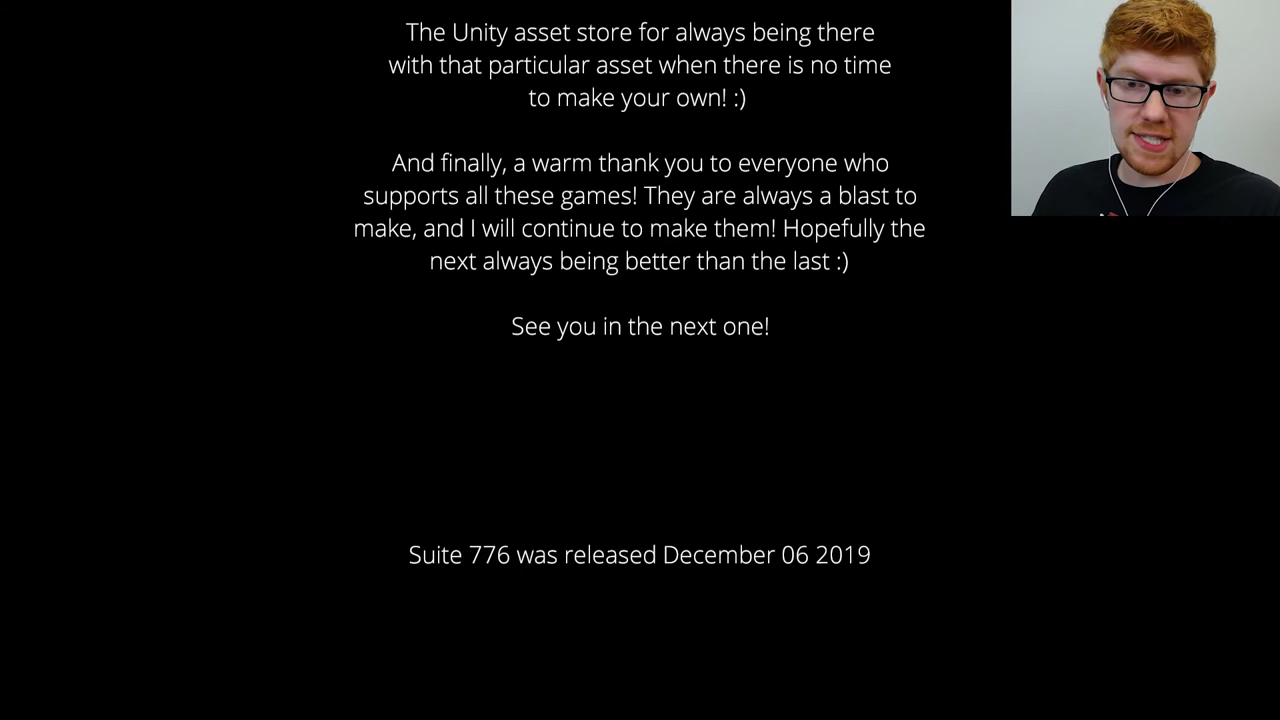 The Unity asset store for always being there
with that particular asset when there is no time
to make your own! :)
And finally, a warm thank you to everyone who
supports all these games! They are always a blast to
make, and I will continue to make them! Hopefully the
next always being better than the last :)
See you in the next one!
Suite 776 was released December 06 2019